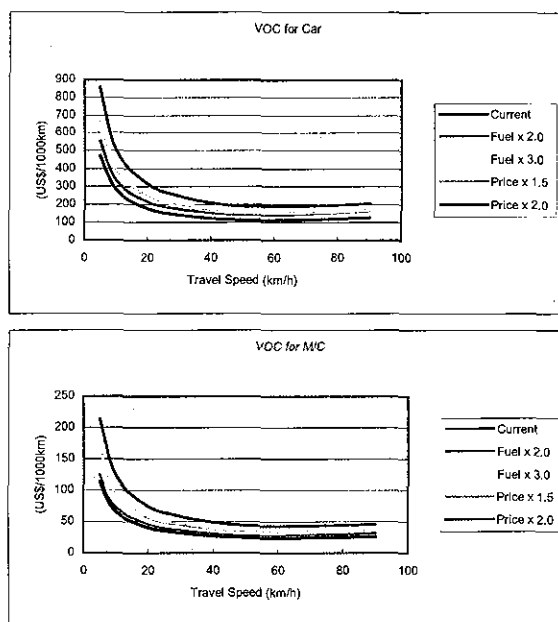 VOC for Car
900
800
700
600
500
400
300
200
100
0
(US$/1000km)
0 20 40 60 80 100
Travel Speed (km/h)
Current
Fuel x 2.0
Fuel x 3.0
Price x 1.5
Price x 2.0
VOC for M/C
250
200
150
100
50
0
(US$/1000km)
0 20 40 60 80 100
Travel Speed (km/h)
Current
Fuel x 2.0
Fuel x 3.0
Price x 1.5
Price x 2.0